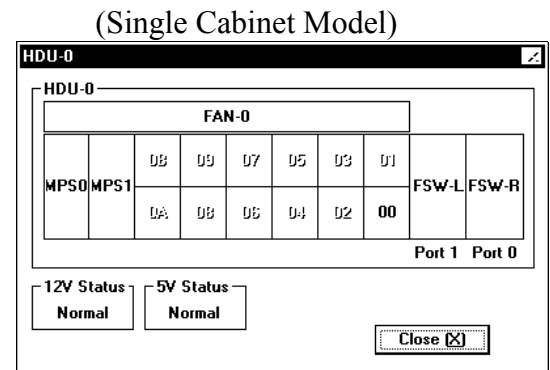 (Single Cabinet Model)
HDU-0
HDU-0
FAN-0
MPS0 MPS1
0B 09 07 05 03 01
0A 08 06 04 02 00
FSW-L FSW-R
Port 1 Port 0
12V Status 5V Status
Normal Normal
Close (X)